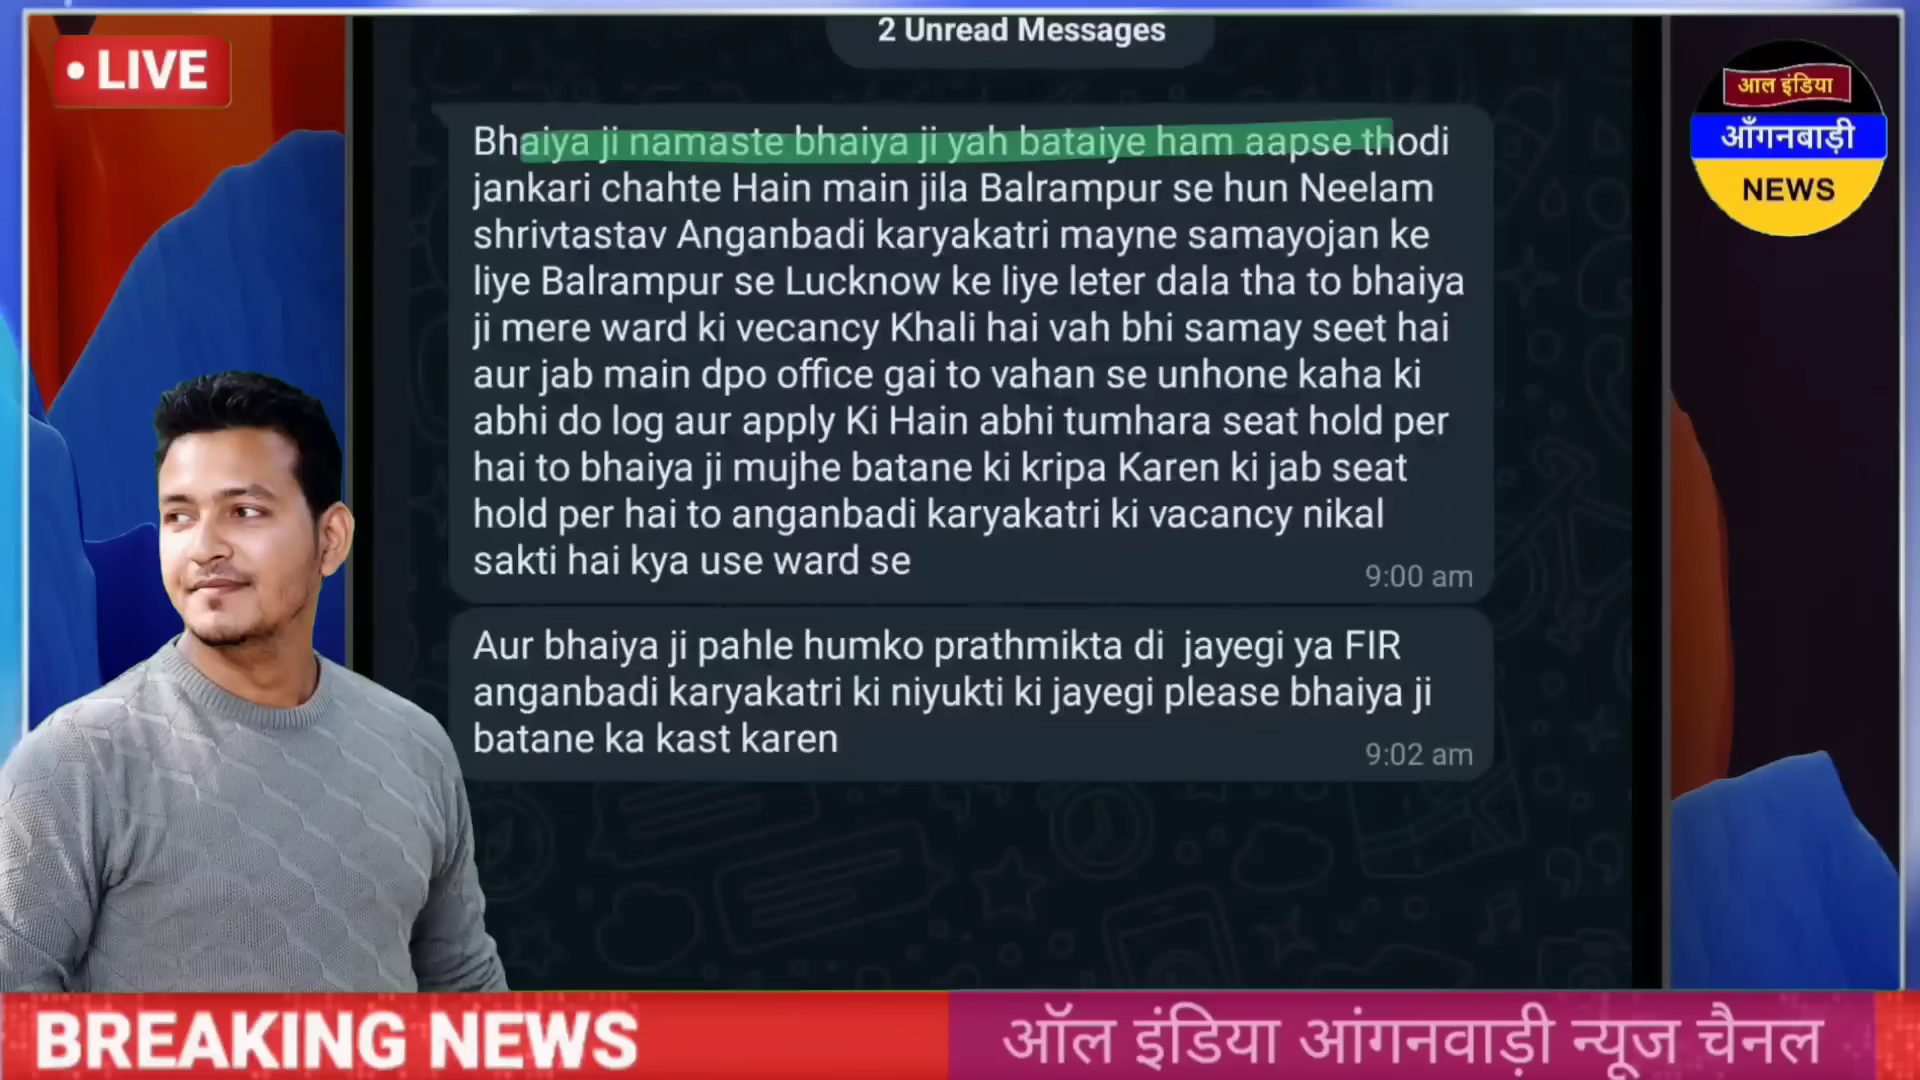 2 Unread Messages
• LIVE
आल इंडिया
आँगनबाड़ी
NEWS
Bhaiya ji namaste bhaiya ji yah bataiye ham aapse thodi
jankari chahte Hain main jila Balrampur se hun Neelam
shrivtastav Anganbadi karyakatri mayne samayojan ke
liye Balrampur se Lucknow ke liye leter dala tha to bhaiya
ji mere ward ki vecancy Khali hai vah bhi samay seet hai
aur jab main dpo office gai to vahan se unhone kaha ki
abhi do log aur apply Ki Hain abhi tumhara seat hold per
hai to bhaiya ji mujhe batane ki kripa Karen ki jab seat
hold per hai to anganbadi karyakatri ki vacancy nikal
sakti hai kya use ward se
9:00 am
Aur bhaiya ji pahle humko prathmikta di  jayegi ya FIR
anganbadi karyakatri ki niyukti ki jayegi please bhaiya ji
batane ka kast karen
9:02 am
BREAKING NEWS
ऑल इंडिया आंगनवाड़ी न्यूज चैनल